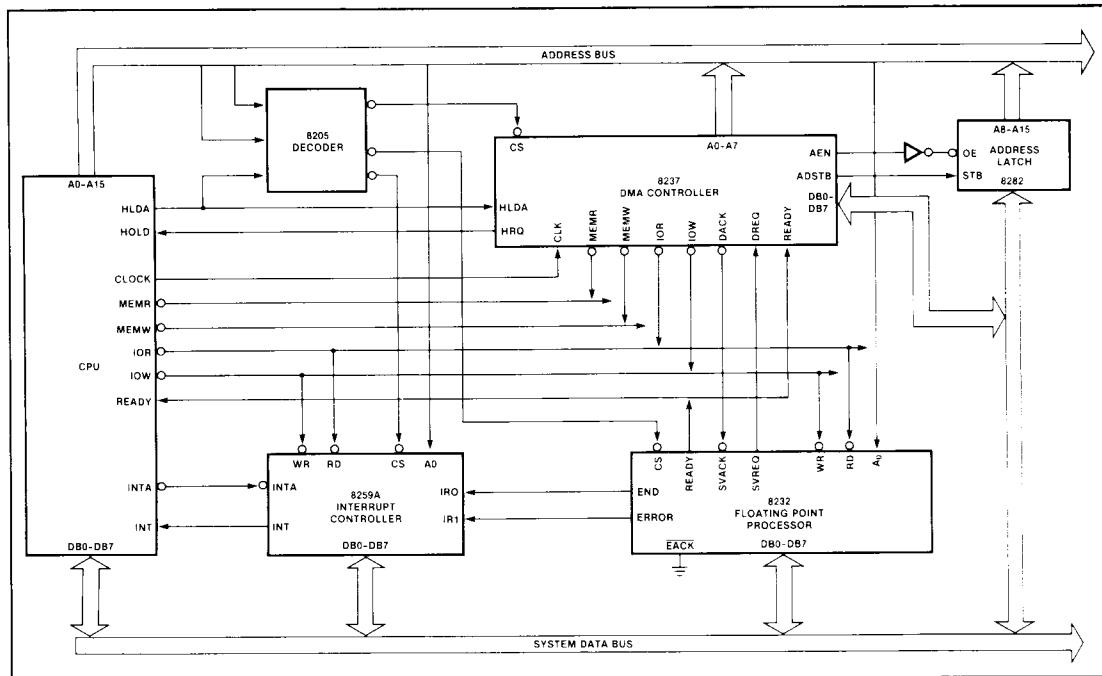 ADDRESS BUS
8205
DECODER
CS
A0-A7
8237
DMA CONTROLLER
HLDA
HRQ
CLK
MEMR
MEMW
IOR
IOW
DACK
DREQ
READY
AEN
ADSTB
DB0-
DB7
A8-A15
OE
ADDRESS
LATCH
STB
8282
A0-A15
HLDA
HOLD
CLOCK
MEMR
MEMW
IOR
CPU
IOW
READY
INTA
INT
DB0-DB7
WR
RD
CS
A0
INTA
8259A
INTERRUPT
CONTROLLER
IR0
IR1
INT
DB0-DB7
CS
READY
SVACK
SVREQ
WR
RD
A0
END
8232
FLOATING POINT
PROCESSOR
ERROR
EACK
DB0-DB7
SYSTEM DATA BUS